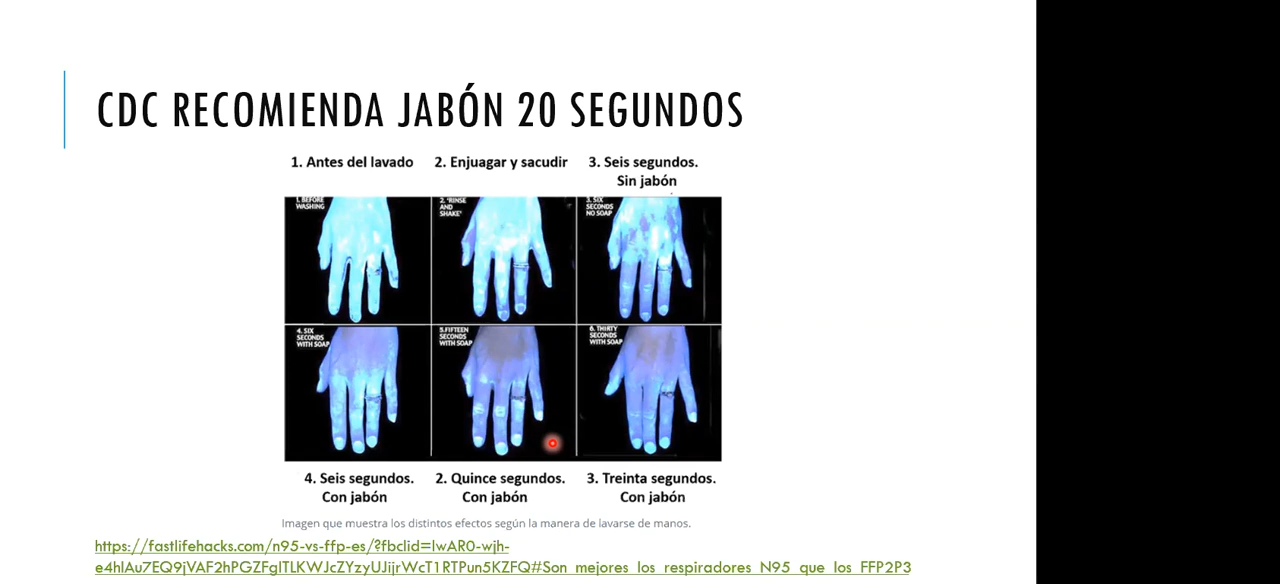 CDC RECOMIENDA JABÓN 20 SEGUNDOS
1. Antes del lavado
2. Enjuagar y sacudir
3. Seis segundos.
Sin jabón
1. BEFORE
WASHING
2. "RINSE
AND
SHAKE"
3. SIX
SECONDS
NO SOAP
4. SIX
SECONDS
WITH SOAP
5.FIFTEEN
SECONDS
WITH SOAP
6. THIRTY
SECONDS
WITH SOAP
4. Seis segundos.
Con jabón
2. Quince segundos.
Con jabón
3. Treinta segundos.
Con jabón
Imagen que muestra los distintos efectos según la manera de lavarse de manos.
https://fastlifehacks.com/n95-vs-ffp-es/?fbclid=IwAR0-wjh-
e4hlAu7EQ9jVAF2hPGZFglTLKWJcZYzyUJijrWcT1RTPun5KZFQ#Son_mejores_los_respiradores_N95_que_los_FFP2P3